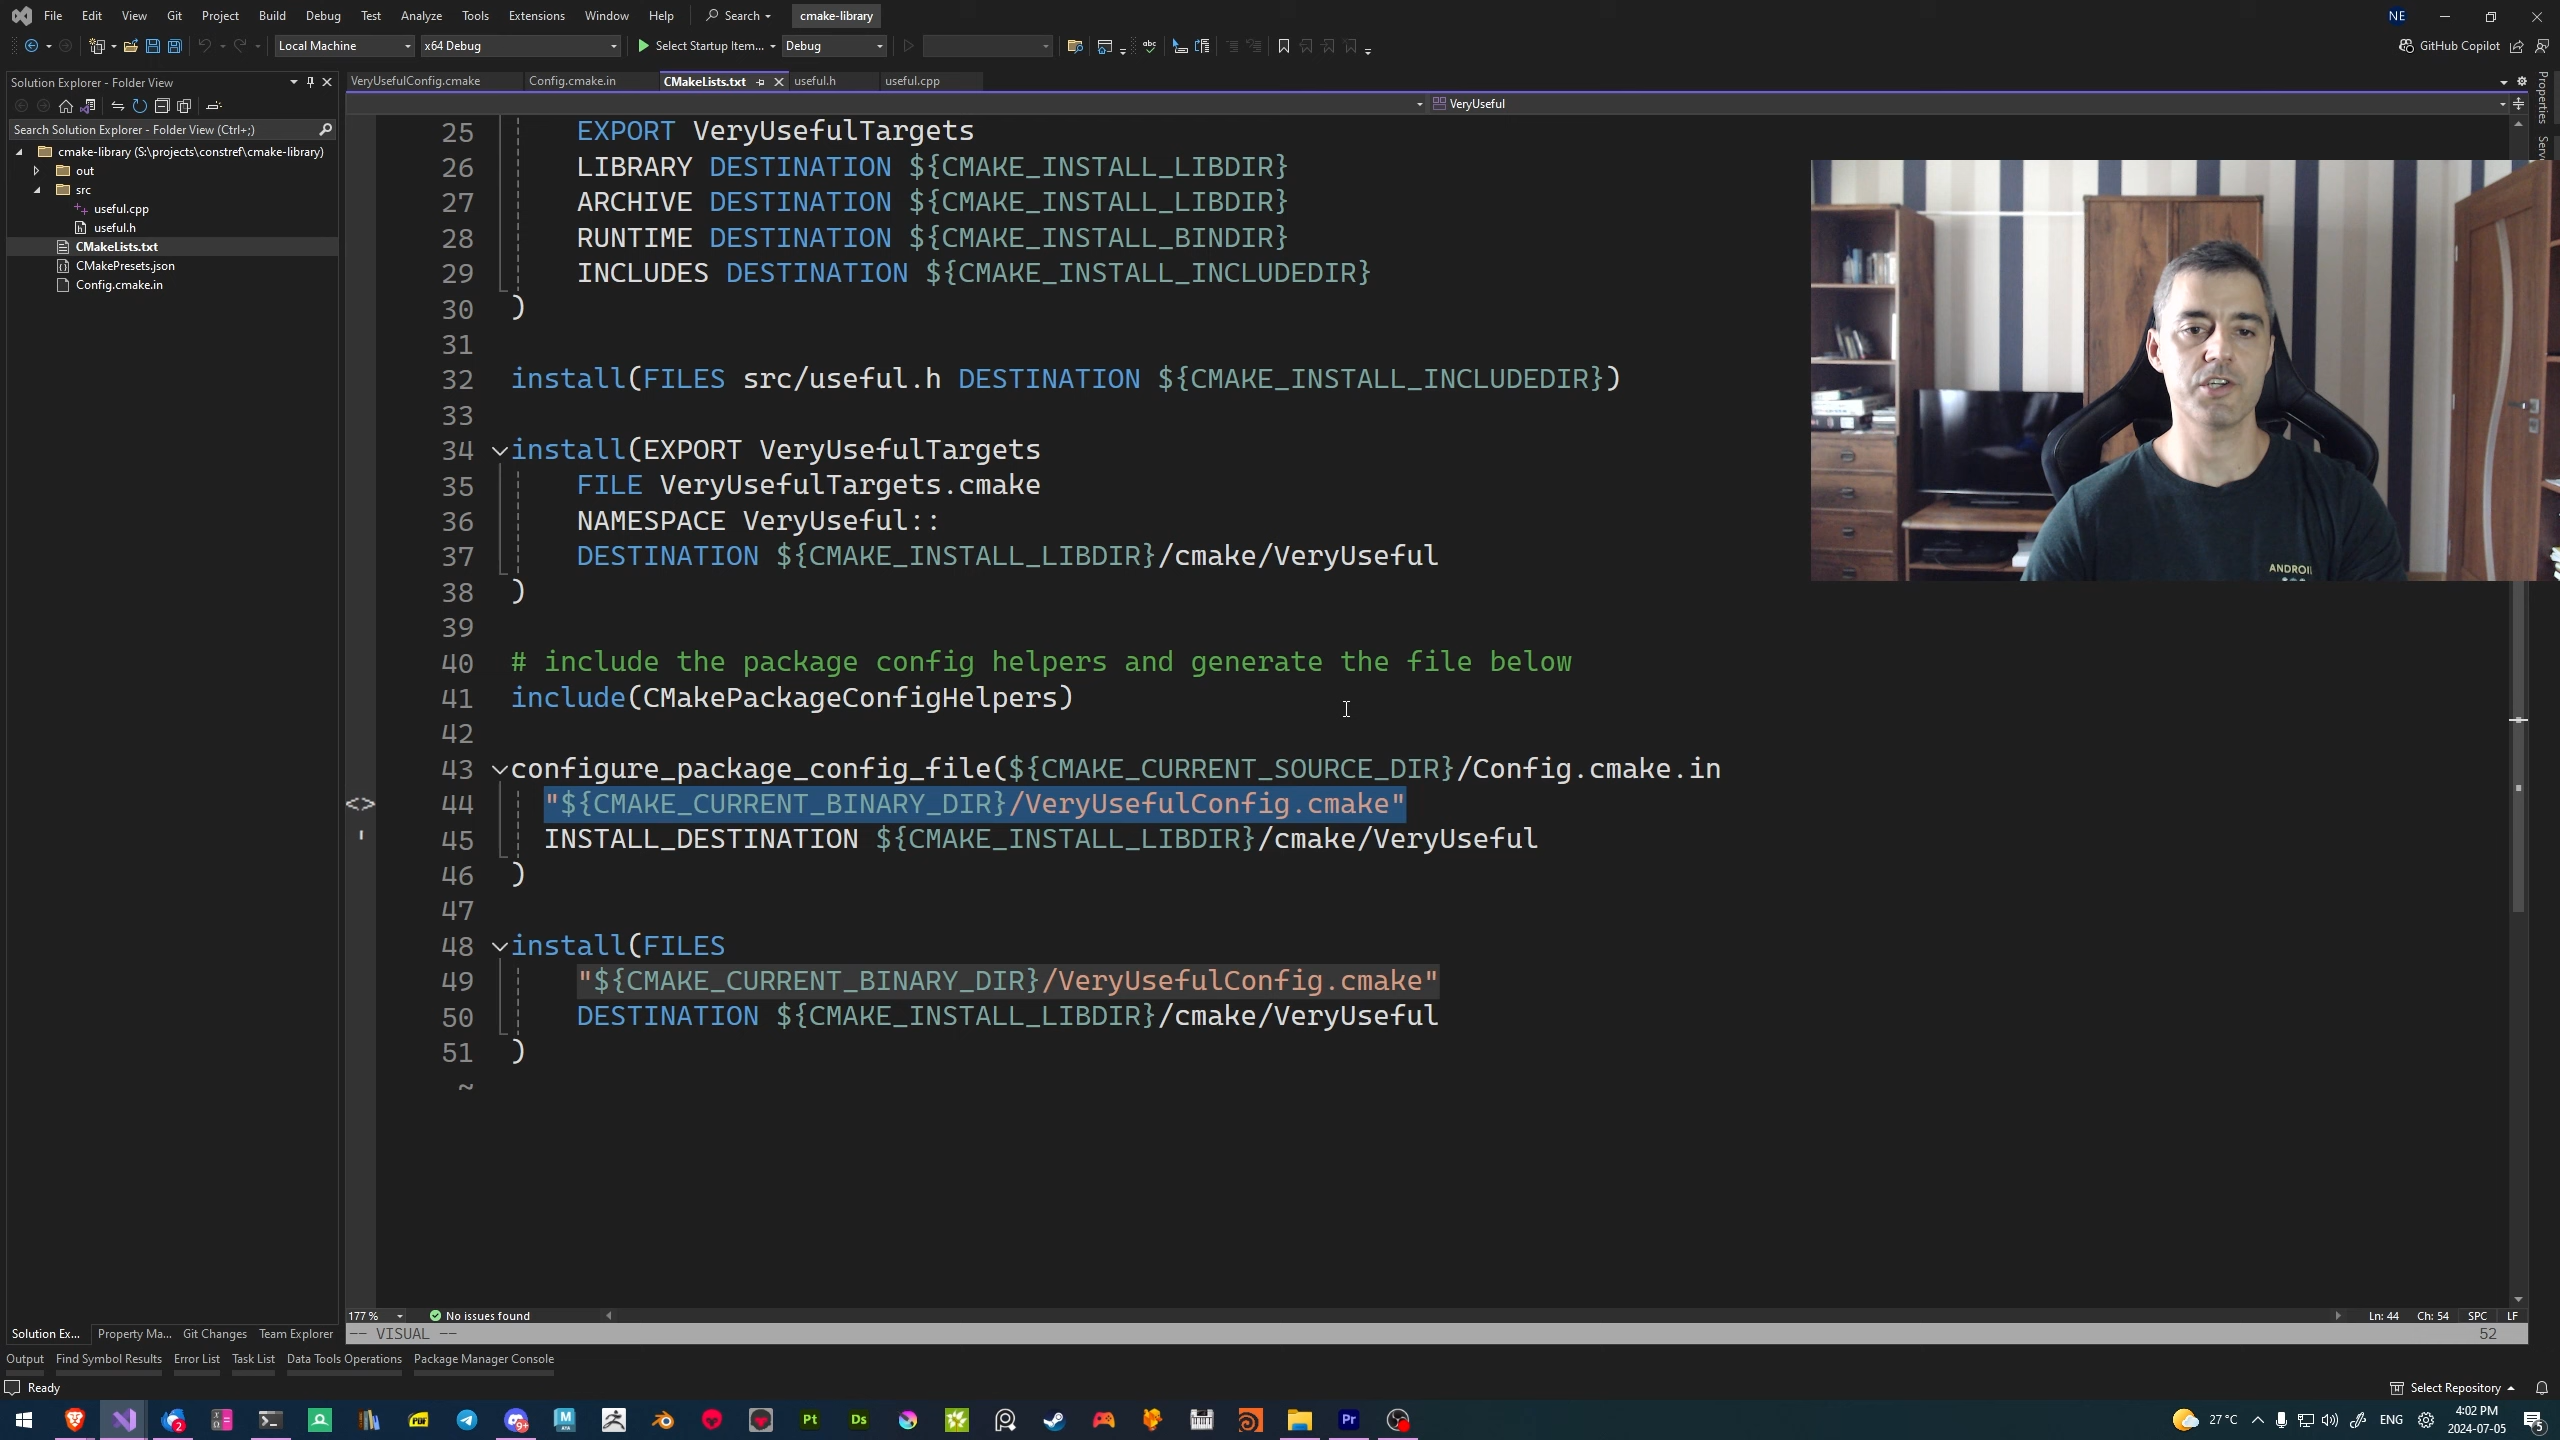 File Edit View Git Project Build Debug Test Analyze Tools Extensions Window Help Search cmake-library NE
Local Machine x64 Debug Select Startup Item... Debug GitHub Copilot
Solution Explorer - Folder View
Search Solution Explorer - Folder View (Ctrl+;)
cmake-library (S:\projects\constref\cmake-library)
out
src
useful.cpp
useful.h
CMakeLists.txt
CMakePresets.json
Config.cmake.in
VeryUsefulConfig.cmake Config.cmake.in CMakeLists.txt useful.h useful.cpp
VeryUseful
Properties
25 EXPORT VeryUsefulTargets
26 LIBRARY DESTINATION ${CMAKE_INSTALL_LIBDIR}
27 ARCHIVE DESTINATION ${CMAKE_INSTALL_LIBDIR}
28 RUNTIME DESTINATION ${CMAKE_INSTALL_BINDIR}
29 INCLUDES DESTINATION ${CMAKE_INSTALL_INCLUDEDIR}
30 )
31
32 install(FILES src/useful.h DESTINATION ${CMAKE_INSTALL_INCLUDEDIR})
33
34 install(EXPORT VeryUsefulTargets
35 FILE VeryUsefulTargets.cmake
36 NAMESPACE VeryUseful::
37 DESTINATION ${CMAKE_INSTALL_LIBDIR}/cmake/VeryUseful
38 )
39
40 # include the package config helpers and generate the file below
41 include(CMakePackageConfigHelpers)
42
43 configure_package_config_file(${CMAKE_CURRENT_SOURCE_DIR}/Config.cmake.in
44 "${CMAKE_CURRENT_BINARY_DIR}/VeryUsefulConfig.cmake"
45 INSTALL_DESTINATION ${CMAKE_INSTALL_LIBDIR}/cmake/VeryUseful
46 )
47
48 install(FILES
49 "${CMAKE_CURRENT_BINARY_DIR}/VeryUsefulConfig.cmake"
50 DESTINATION ${CMAKE_INSTALL_LIBDIR}/cmake/VeryUseful
51 )
~
177 % No issues found Ln: 44 Ch: 54 SPC LF
-- VISUAL -- 52
Solution Ex... Property Ma... Git Changes Team Explorer
Output Find Symbol Results Error List Task List Data Tools Operations Package Manager Console
Ready Select Repository
27°C ENG 4:02 PM
2024-07-05